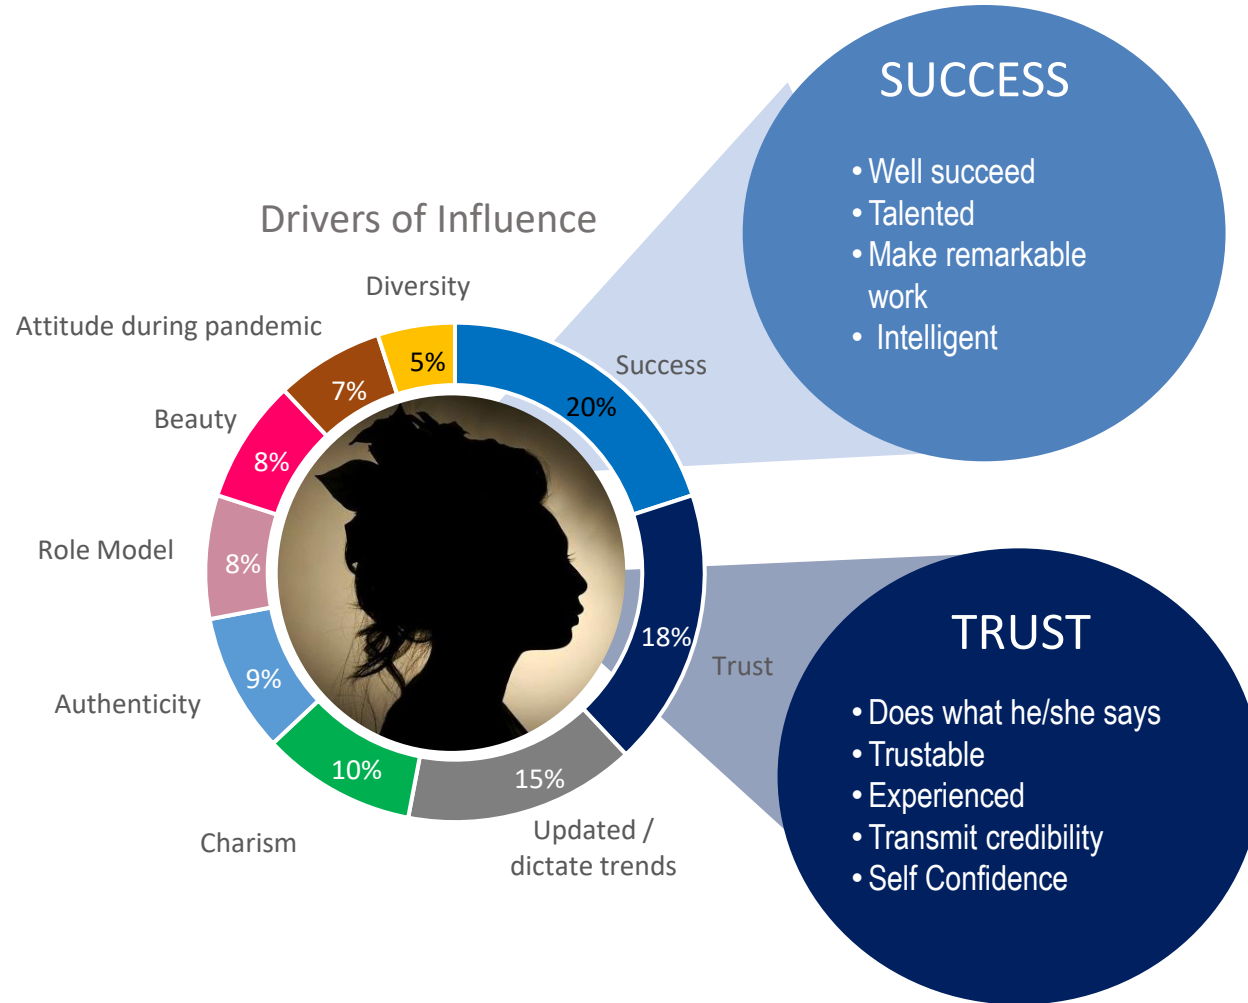 SUCCESS
• Well succeed
• Talented
• Make remarkable
work
• Intelligent
Drivers of Influence
Diversity
Attitude during pandemic
5%
Success
7%
20%
Beauty
8%
Role Model
8%
TRUST
18%
Trust
Authenticity
9%
• Does what he/she says
• Trustable
• Experienced
• Transmit credibility
• Self Confidence
10%
15%
Charism
Updated /
dictate trends